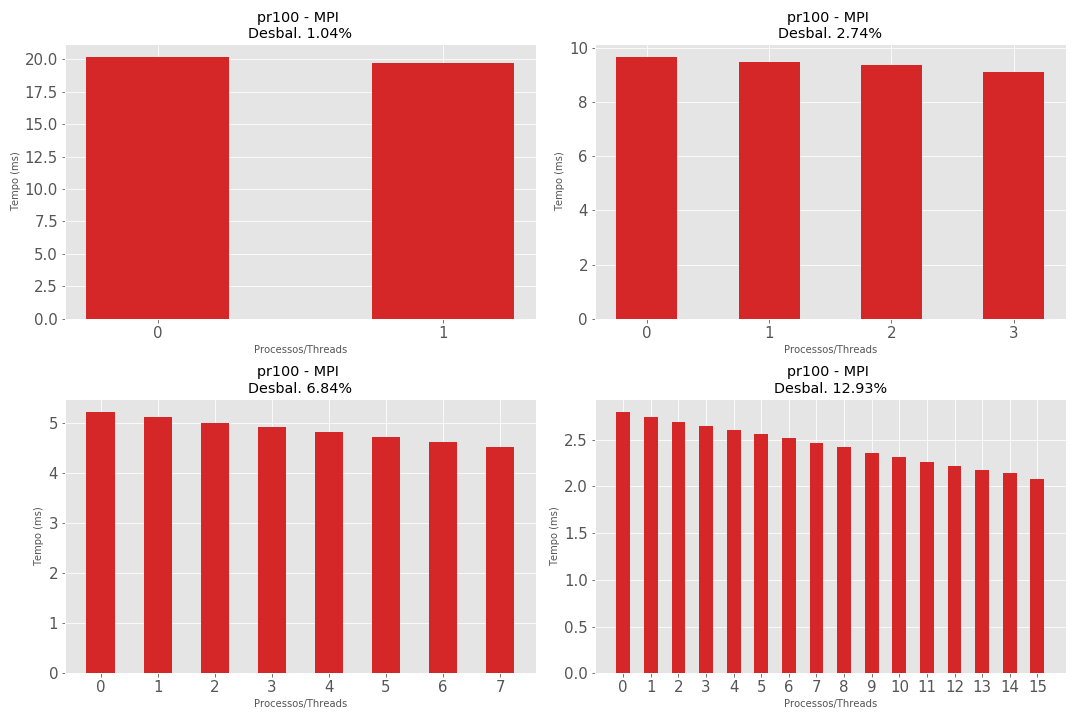 pr100 - MPI
Desbal. 1.04%
20.0
17.5
15.0
12.5
10.0
7.5
5.0
2.5
0.0
Tempo (ms)
0 1
Processos/Threads
pr100 - MPI
Desbal. 2.74%
10
8
6
4
2
0
Tempo (ms)
0 1 2 3
Processos/Threads
pr100 - MPI
Desbal. 6.84%
5
4
3
2
1
0
Tempo (ms)
0 1 2 3 4 5 6 7
Processos/Threads
pr100 - MPI
Desbal. 12.93%
2.5
2.0
1.5
1.0
0.5
0.0
Tempo (ms)
0 1 2 3 4 5 6 7 8 9 10 11 12 13 14 15
Processos/Threads